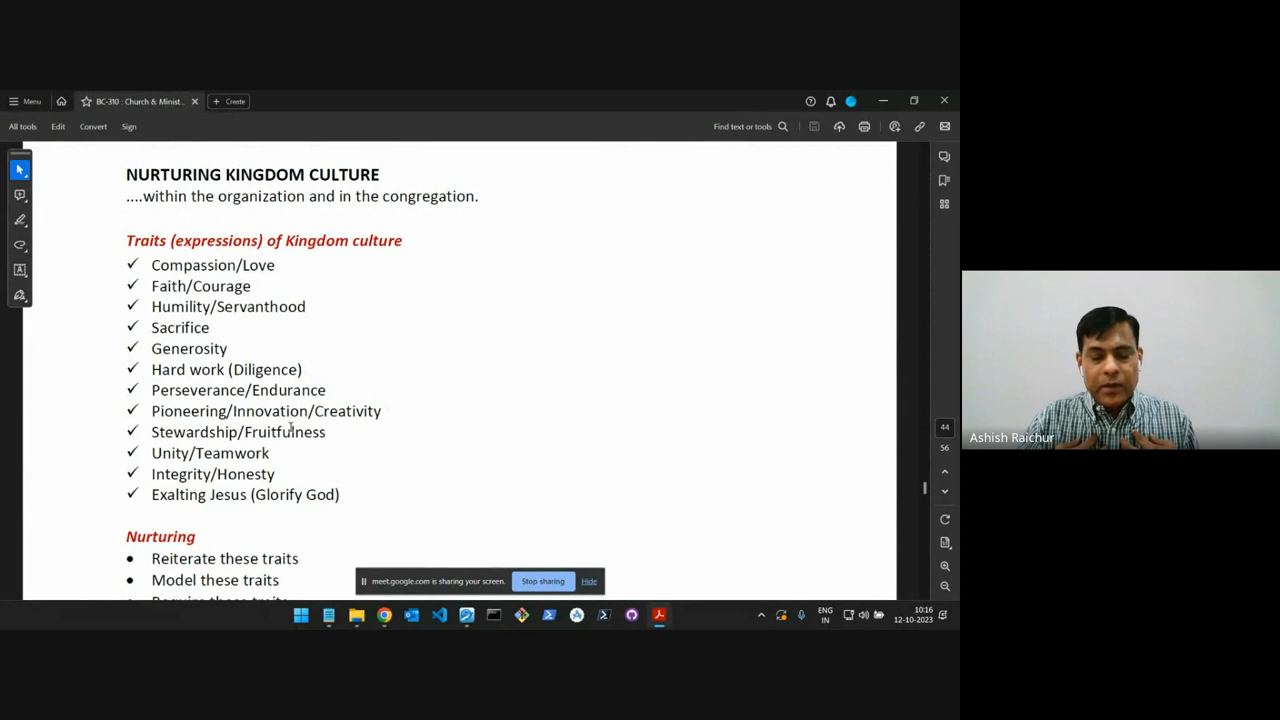 Menu
BC-310 : Church & Minist...
Create
All tools
Edit
Convert
Sign
Find text or tools
NURTURING KINGDOM CULTURE
....within the organization and in the congregation.
Traits (expressions) of Kingdom culture
✓ Compassion/Love
✓ Faith/Courage
✓ Humility/Servanthood
✓ Sacrifice
✓ Generosity
✓ Hard work (Diligence)
✓ Perseverance/Endurance
✓ Pioneering/Innovation/Creativity
✓ Stewardship/Fruitfulness
✓ Unity/Teamwork
✓ Integrity/Honesty
✓ Exalting Jesus (Glorify God)
Nurturing
• Reiterate these traits
• Model these traits
• Require these traits
44
56
meet.google.com is sharing your screen.
Stop sharing
Hide
ENG
IN
10:16
12-10-2023
Ashish Raichur